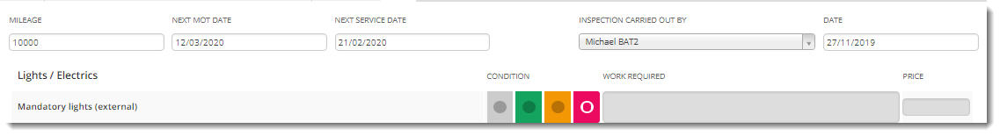 MILEAGE NEXT MOT DATE NEXT SERVICE DATE INSPECTION CARRIED OUT BY DATE
10000 12/03/2020 21/02/2020 Michael BAT2 27/11/2019
Lights / Electrics CONDITION WORK REQUIRED PRICE
Mandatory lights (external)